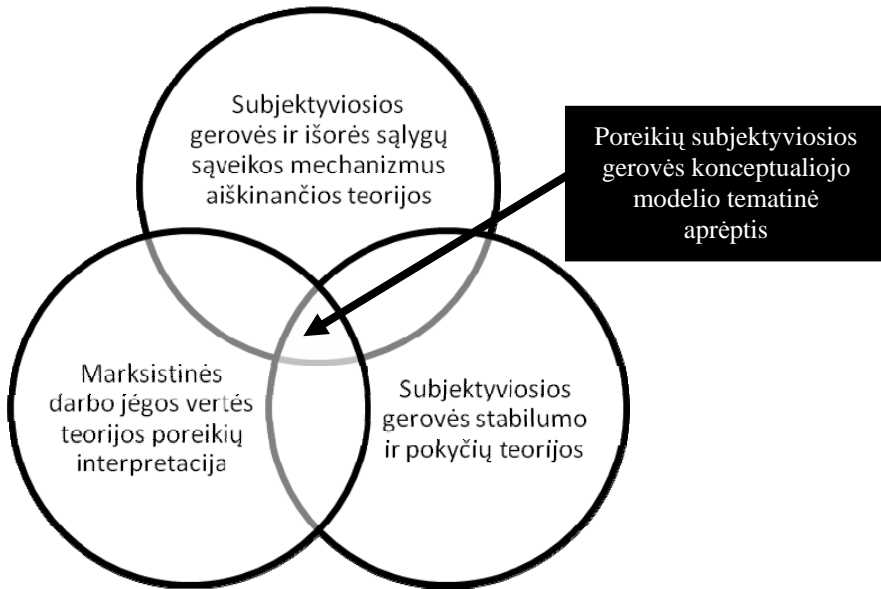 Subjektyviosios
gerovės ir išorės sąlygų
sąveikos mechanizmus
aiškinančios teorijos
Poreikių subjektyviosios
gerovės konceptualiojo
modelio tematinė
aprėptis
Marksistinės
darbo jėgos vertės
teorijos poreikių
interpretacija
Subjektyviosios
gerovės stabilumo
ir pokyčių teorijos